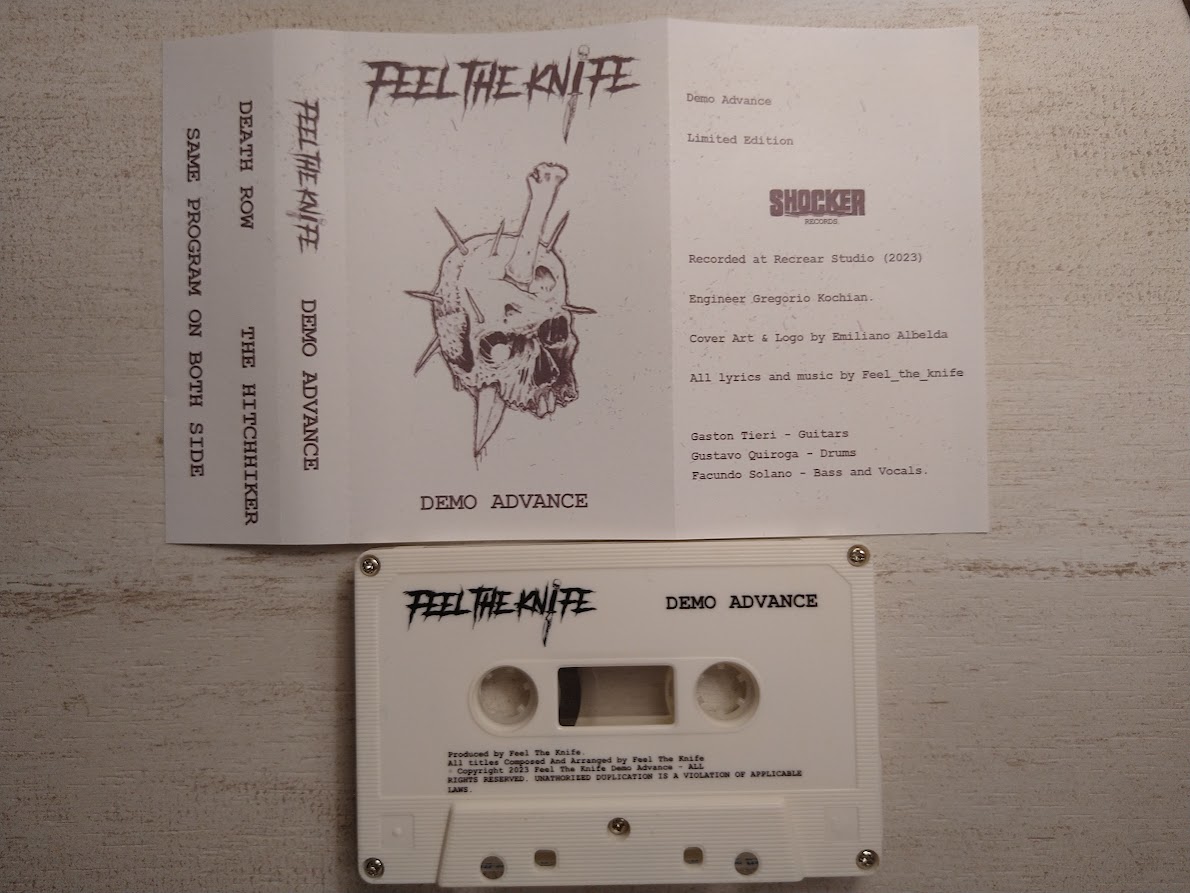 SAME PROGRAM ON BOTH SIDE
DEATH ROW THE HITCHHIKER
FEEL THE KNIFE DEMO ADVANCE
FEEL THE KNIFE
DEMO ADVANCE
Demo Advance
Limited Edition
SHOCKER
RECORDS
Recorded at Recrear Studio (2023)
Engineer Gregorio Kochian.
Cover Art & Logo by Emiliano Albelda
All lyrics and music by Feel_the_knife
Gaston Tieri - Guitars
Gustavo Quiroga - Drums
Facundo Solano - Bass and Vocals.
FEEL THE KNIFE DEMO ADVANCE
Produced by Feel The Knife.
All titles Composed And Arranged by Feel The Knife
· Copyright 2023 Feel The Knife Demo Advance - ALL
RIGHTS RESERVED. UNATHORIZED DUPLICATION IS A VIOLATION OF APPLICABLE
LAWS.